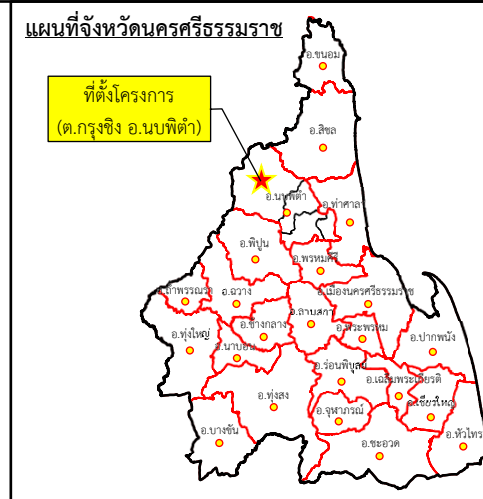 แผนที่จังหวัดนครศรีธรรมราช
อ.ขนอม
ที่ตั้งโครงการ
(ต.กรุงชิง อ.นบพิตำ)
อ.สิชล
อ.นบพิตำ
อ.ท่าศาลา
อ.พิปูน
อ.พรหมคีรี
อ.ถ้ำพรรณรา
อ.ฉวาง
อ.เมืองนครศรีธรรมราช
อ.ลานสกา
อ.ช้างกลาง
อ.พระพรหม
อ.ทุ่งใหญ่
อ.นาบอน
อ.ปากพนัง
อ.ร่อนพิบูลย์
อ.เฉลิมพระเกียรติ
อ.ทุ่งสง
อ.จุฬาภรณ์
อ.เชียรใหญ่
อ.บางขัน
อ.ชะอวด
อ.หัวไทร